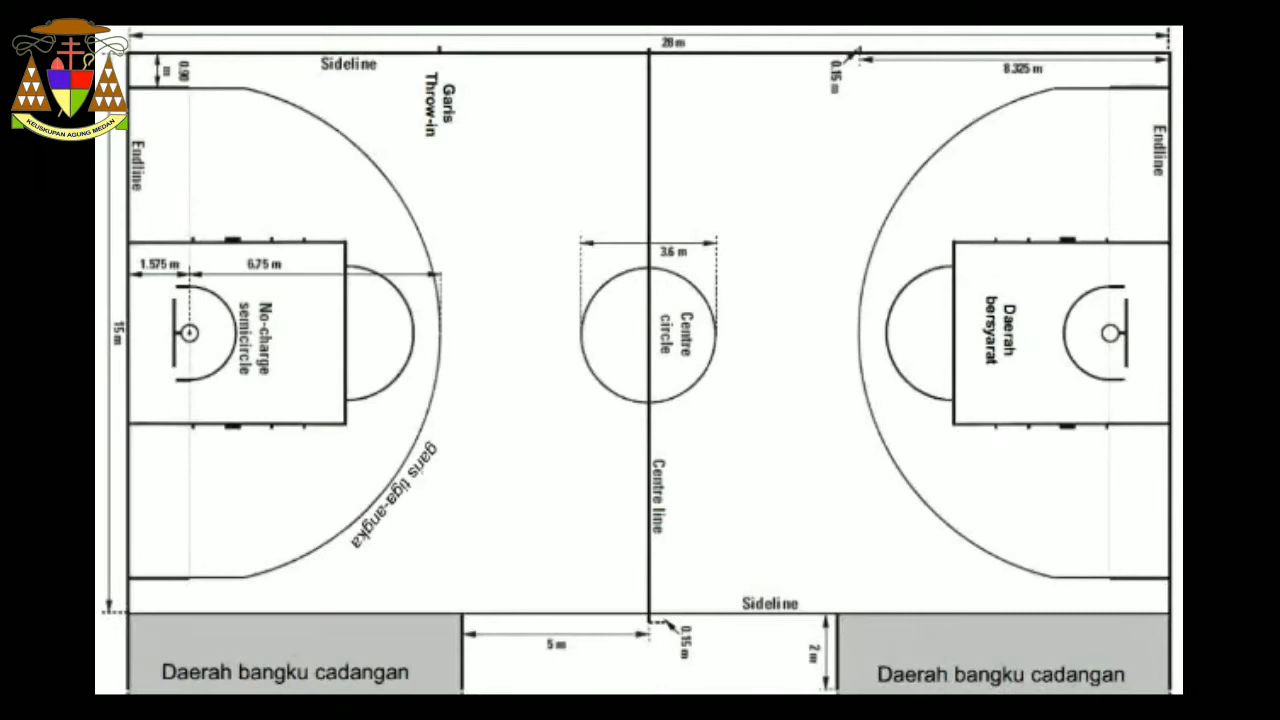 28 m
KEUSKUPAN AGUNG MEDAN
0.90
m
Sideline
Garis
Throw-in
0.15 m
8.325 m
Endline
Endline
3.6 m
1.575 m
6.75 m
15 m
No-charge
semicircle
Centre
circle
Daerah
bersyarat
garis tiga-angka
Centre line
Sideline
5 m
0.15 m
2 m
Daerah bangku cadangan
Daerah bangku cadangan